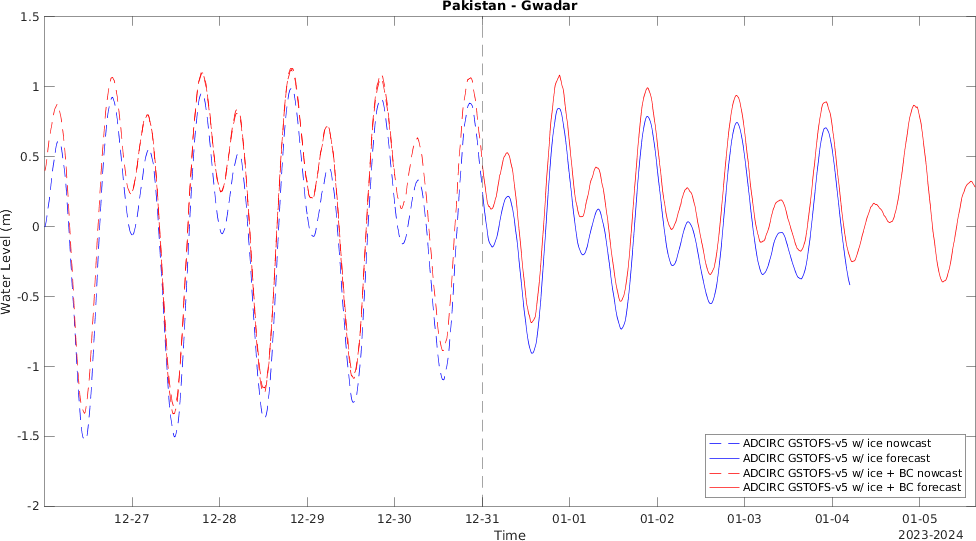 Pakistan - Gwadar
1.5
1
0.5
0
-0.5
-1
-1.5
-2
Water Level (m)
ADCIRC GSTOFS-v5 w/ ice nowcast
ADCIRC GSTOFS-v5 w/ ice forecast
ADCIRC GSTOFS-v5 w/ ice + BC nowcast
ADCIRC GSTOFS-v5 w/ ice + BC forecast
12-27 12-28 12-29 12-30 12-31 01-01 01-02 01-03 01-04 01-05
Time
2023-2024